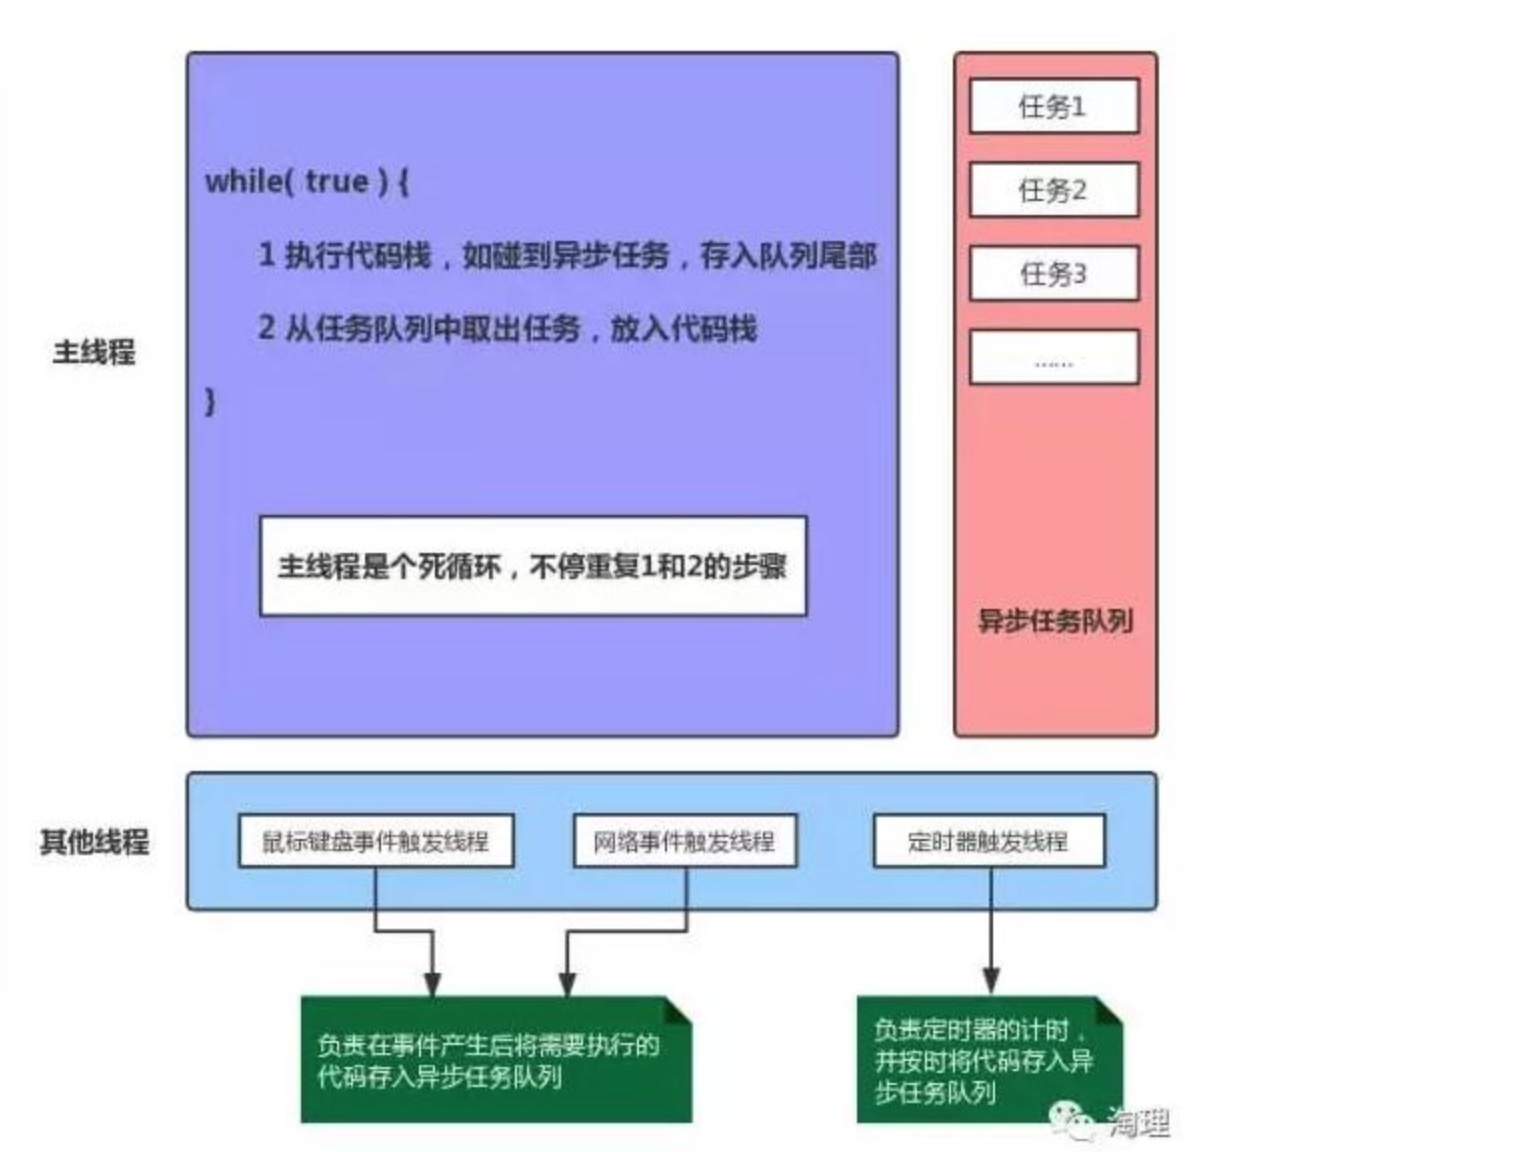 while( true ) {
1 执行代码栈，如碰到异步任务，存入队列尾部
2 从任务队列中取出任务，放入代码栈
}
主线程
主线程是个死循环，不停重复1和2的步骤
任务1
任务2
任务3
……
异步任务队列
其他线程
鼠标键盘事件触发线程
网络事件触发线程
定时器触发线程
负责在事件产生后将需要执行的
代码存入异步任务队列
负责定时器的计时，
并按时将代码存入异
步任务队列
淘理